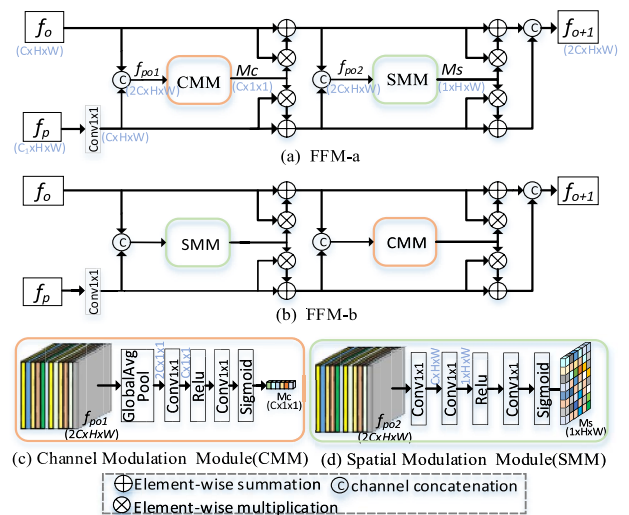 fo
(CxHxW)
fpo1
(2CxHxW)
CMM
Mc
(Cx1x1)
fpo2
(2CxHxW)
SMM
Ms
(1xHxW)
C
fo+1
(2CxHxW)
C
C
fp
(C1xHxW)
Conv1x1
(CxHxW)
(a) FFM-a
fo
C
SMM
C
CMM
C
fo+1
fp
Conv1x1
(b) FFM-b
fpo1
(2CxHxW)
GlobalAvg
Pool
2Cx1x1
Conv1x1
Cx1x1
Relu
Conv1x1
Sigmoid
Mc
(Cx1x1)
fpo2
(2CxHxW)
Conv1x1
CxHxW
Conv1x1
1xHxW
Relu
Conv1x1
Sigmoid
Ms
(1xHxW)
(c) Channel Modulation Module(CMM)
(d) Spatial Modulation Module(SMM)
Element-wise summation
C channel concatenation
Element-wise multiplication